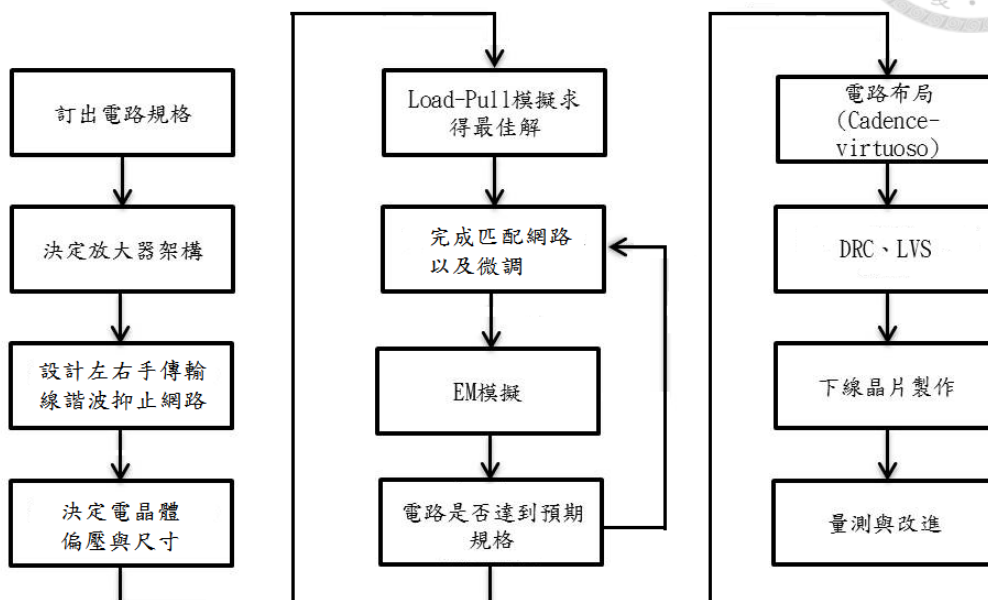 訂出電路規格
決定放大器架構
設計左右手傳輸
線諧波抑止網路
決定電晶體
偏壓與尺寸
Load-Pull模擬求
得最佳解
完成匹配網路
以及微調
EM模擬
電路是否達到預期
規格
電路布局
(Cadence-
virtuoso)
DRC、LVS
下線晶片製作
量測與改進